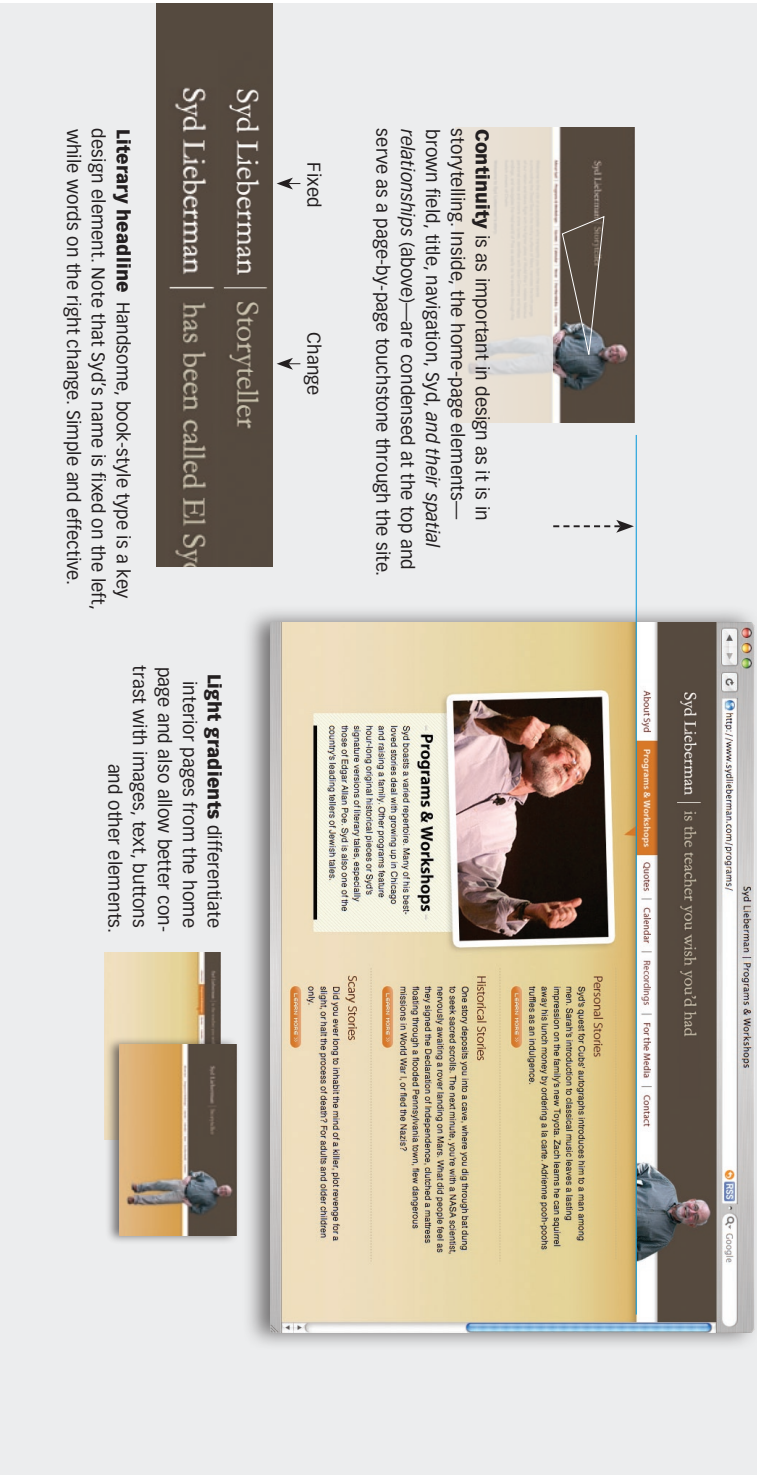 Syd Lieberman | Storyteller
Continuity is as important in design as it is in
storytelling. Inside, the home-page elements—
brown field, title, navigation, Syd, and their spatial
relationships (above)—are condensed at the top and
serve as a page-by-page touchstone through the site.
Fixed Change
Syd Lieberman | Storyteller
Syd Lieberman | has been called El Syd
Literary headline Handsome, book-style type is a key
design element. Note that Syd's name is fixed on the left,
while words on the right change. Simple and effective.
Syd Lieberman | Programs & Workshops
http://www.sydlieberman.com/programs/ RSS Google
Syd Lieberman | is the teacher you wish you'd had
About Syd Programs & Workshops Quotes | Calendar | Recordings | For the Media | Contact
Programs & Workshops
Syd boasts a varied repertoire. Many of his best-
loved stories deal with growing up in Chicago
and raising a family. Other programs feature
hour-long original historical pieces or Syd's
signature versions of literary tales, especially
those of Edgar Allan Poe. Syd is also one of the
country's leading tellers of Jewish tales.
Personal Stories
Syd's quest for Cubs' autographs introduces him to a man among
men. Sarah's introduction to classical music leaves a lasting
impression on the family's new Toyota. Zach learns he can squirrel
away his lunch money by ordering a la carte. Adrienne pooh-poohs
truffles as an indulgence.
LEARN MORE »
Historical Stories
One story deposits you into a cave, where you dig through bat dung
to seek sacred scrolls. The next minute, you're with a NASA scientist,
nervously awaiting a rover landing on Mars. What did people feel as
they signed the Declaration of Independence, clutched a mattress
floating through a flooded Pennsylvania town, flew dangerous
missions in World War I, or fled the Nazis?
LEARN MORE »
Scary Stories
Did you ever long to inhabit the mind of a killer, plot revenge for a
slight, or halt the process of death? For adults and older children
only.
LEARN MORE »
Light gradients differentiate
interior pages from the home
page and also allow better con-
trast with images, text, buttons
and other elements.
Syd Lieberman | Storyteller